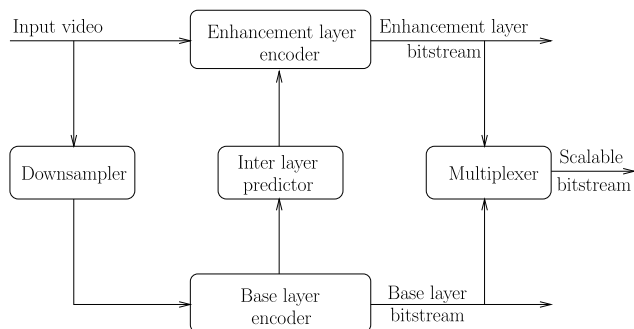 Input video
Enhancement layer
encoder
Enhancement layer
bitstream
Downsampler
Inter layer
predictor
Multiplexer
Scalable
bitstream
Base layer
encoder
Base layer
bitstream